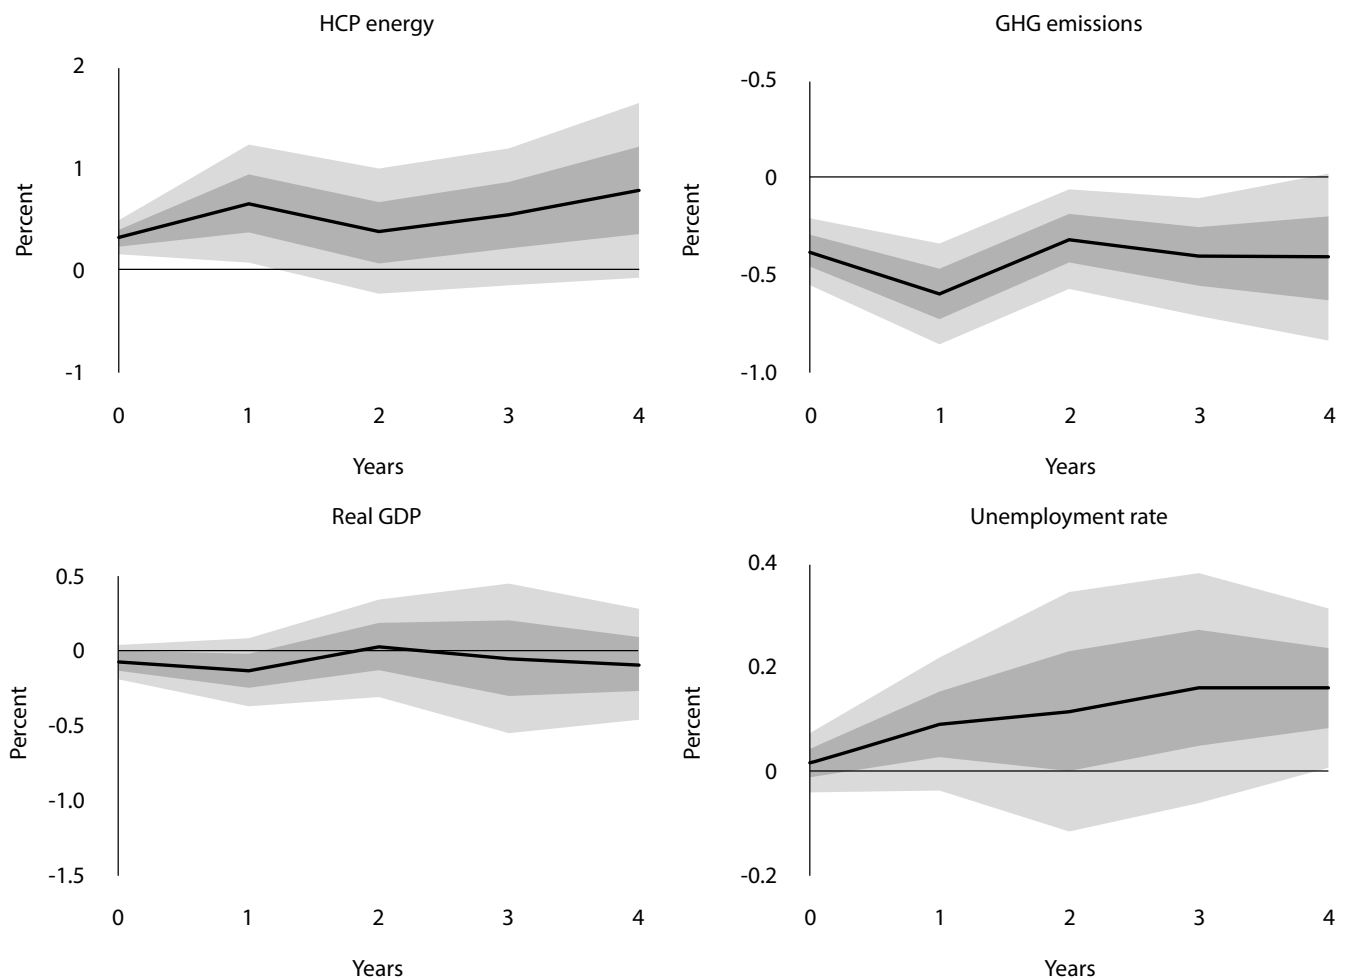 HCP energy
2
1
0
-1
Percent
0 1 2 3 4
Years
GHG emissions
-0.5
0
-0.5
-1.0
Percent
0 1 2 3 4
Years
Real GDP
0.5
0
-0.5
-1.0
-1.5
Percent
0 1 2 3 4
Years
Unemployment rate
0.4
0.2
0
-0.2
Percent
0 1 2 3 4
Years